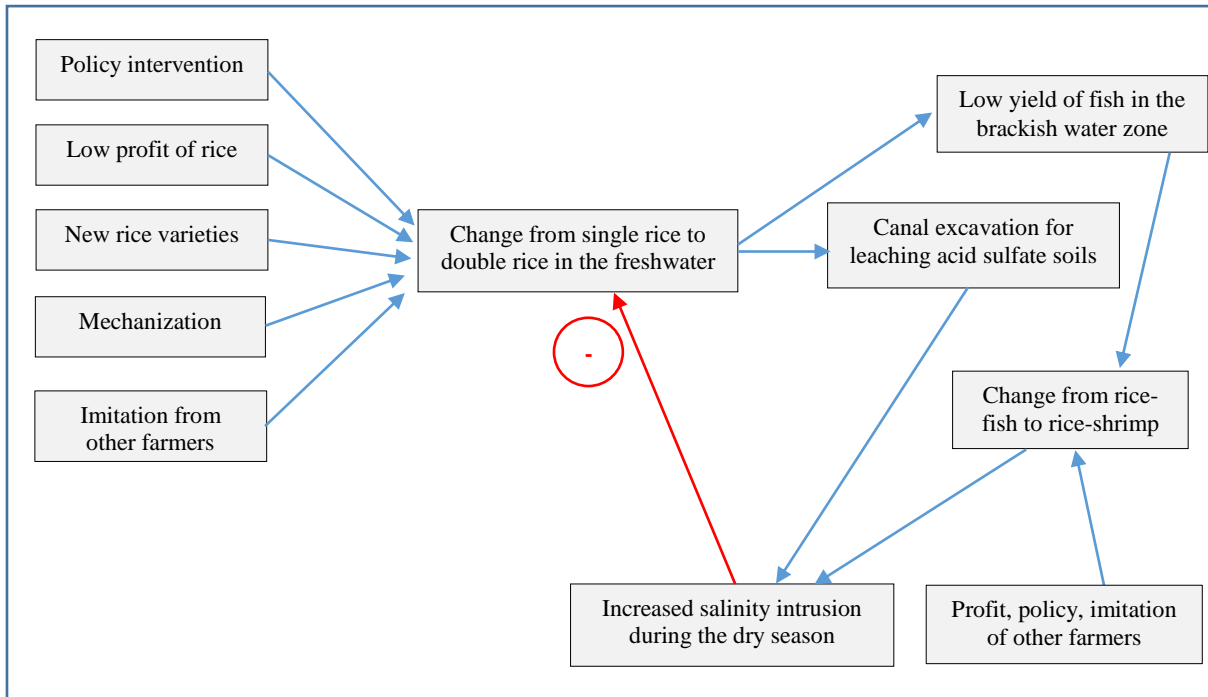 Policy intervention
Low profit of rice
New rice varieties
Mechanization
Imitation from
other farmers
Change from single rice to
double rice in the freshwater
-
Low yield of fish in the
brackish water zone
Canal excavation for
leaching acid sulfate soils
Change from rice-
fish to rice-shrimp
Increased salinity intrusion
during the dry season
Profit, policy, imitation
of other farmers